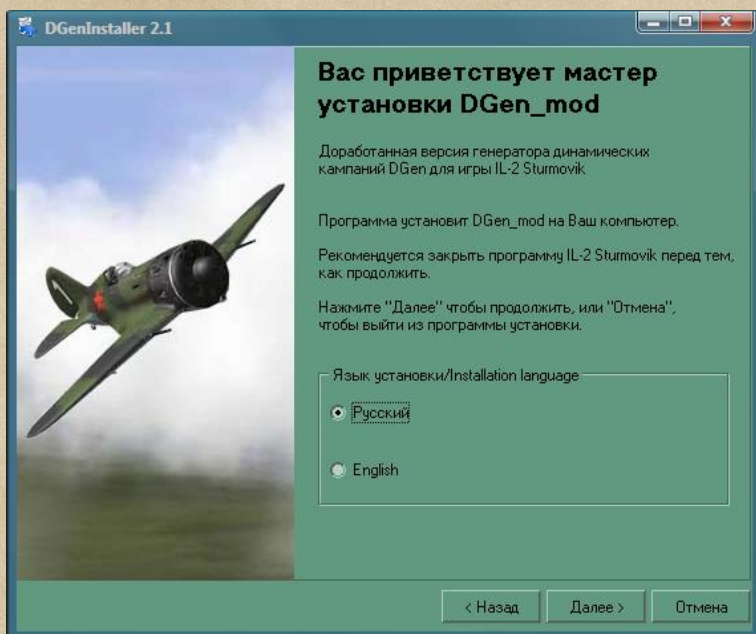 DGenInstaller 2.1
Вас приветствует мастер
установки DGen_mod
Доработанная версия генератора динамических
кампаний DGen для игры IL-2 Sturmovik
Программа установит DGen_mod на Ваш компьютер.
Рекомендуется закрыть программу IL-2 Sturmovik перед тем,
как продолжить.
Нажмите "Далее" чтобы продолжить, или "Отмена",
чтобы выйти из программы установки.
Язык установки/Installation language
Русский
English
< Назад
Далее >
Отмена